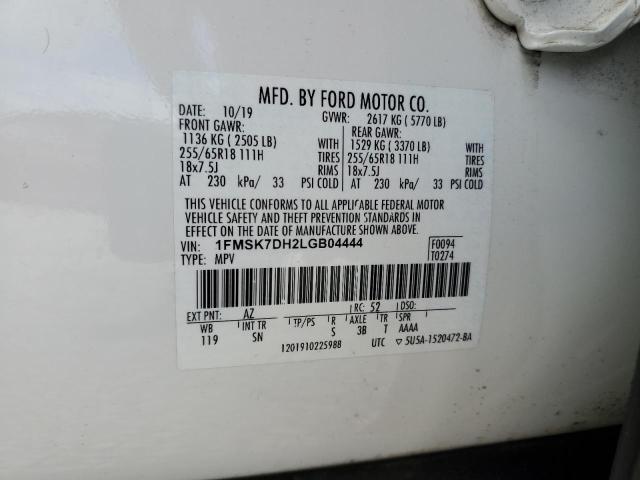 MFD. BY FORD MOTOR CO.
DATE: 10/19 GVWR: 2617 KG ( 5770 LB)
FRONT GAWR: REAR GAWR:
1136 KG ( 2505 LB) WITH 1529 KG ( 3370 LB) WITH
255/65R18 111H TIRES 255/65R18 111H TIRES
18x7.5J RIMS 18x7.5J RIMS
AT 230 kPa/ 33 PSI COLD AT 230 kPa/ 33 PSI COLD
THIS VEHICLE CONFORMS TO ALL APPLICABLE FEDERAL MOTOR
VEHICLE SAFETY AND THEFT PREVENTION STANDARDS IN
EFFECT ON THE DATE OF MANUFACTURE SHOWN ABOVE.
VIN: 1FMSK7DH2LGB04444 F0094
TYPE: MPV T0274
EXT PNT: AZ RC: 52 DSO:
WB INT TR TP/PS R AXLE TR SPR
119 SN S 3B T AAAA
1201910225988 UTC ▽ 5U5A-1520472-BA